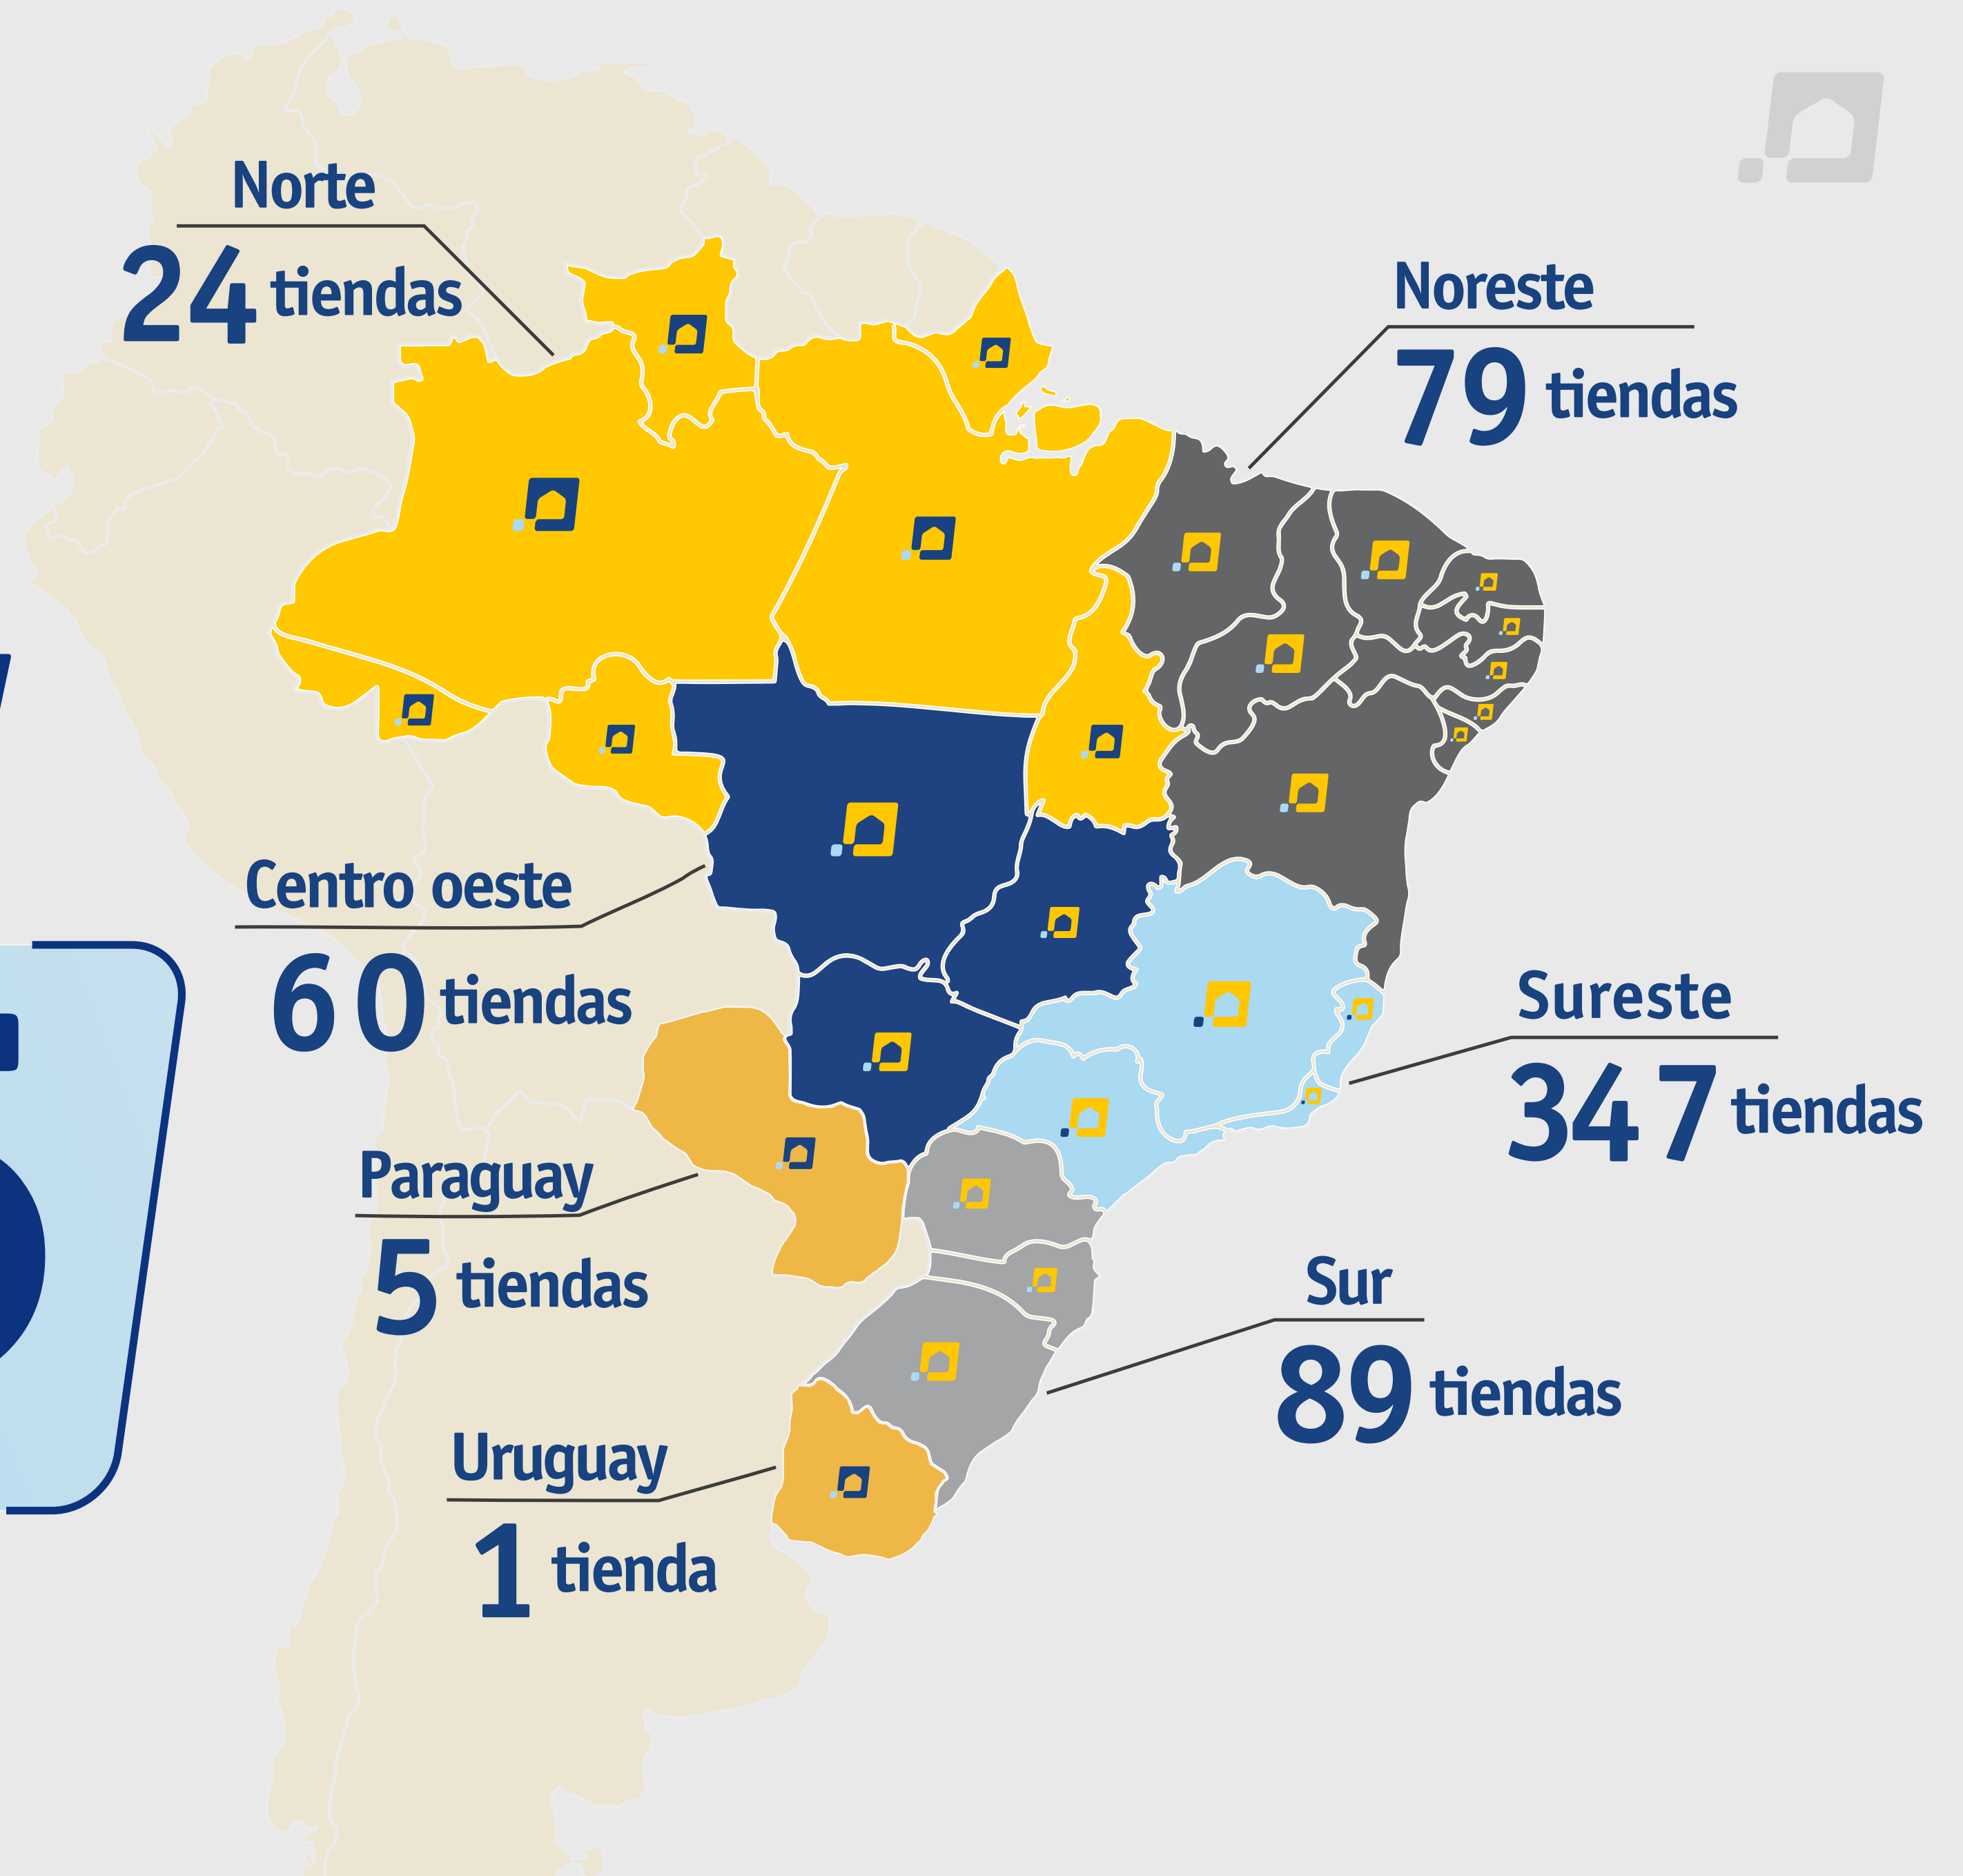 Norte
24 tiendas
Noreste
79 tiendas
Centro oeste
60 tiendas
Sureste
347 tiendas
Paraguay
5 tiendas
Sur
89 tiendas
Uruguay
1 tienda